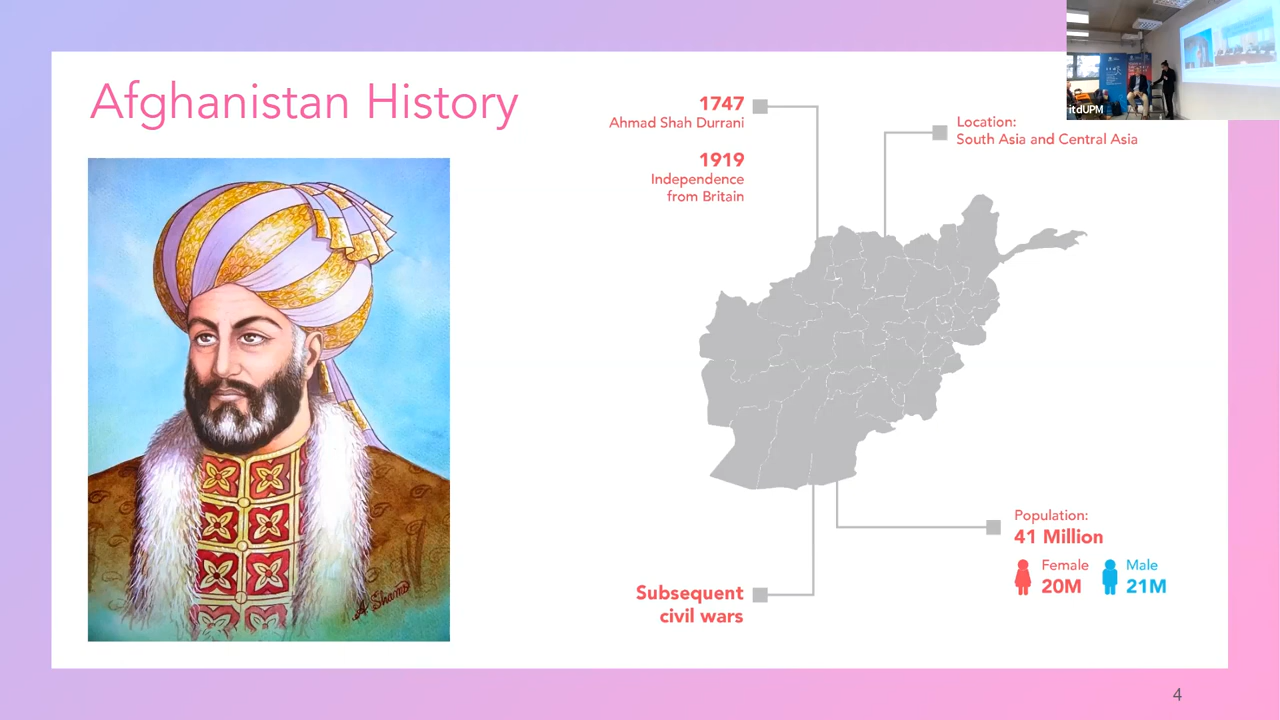 Afghanistan History
1747
Ahmad Shah Durrani
1919
Independence
from Britain
Location:
South Asia and Central Asia
Population:
41 Million
Female
20M
Male
21M
Subsequent
civil wars
A. Shams
ritdUPM
4